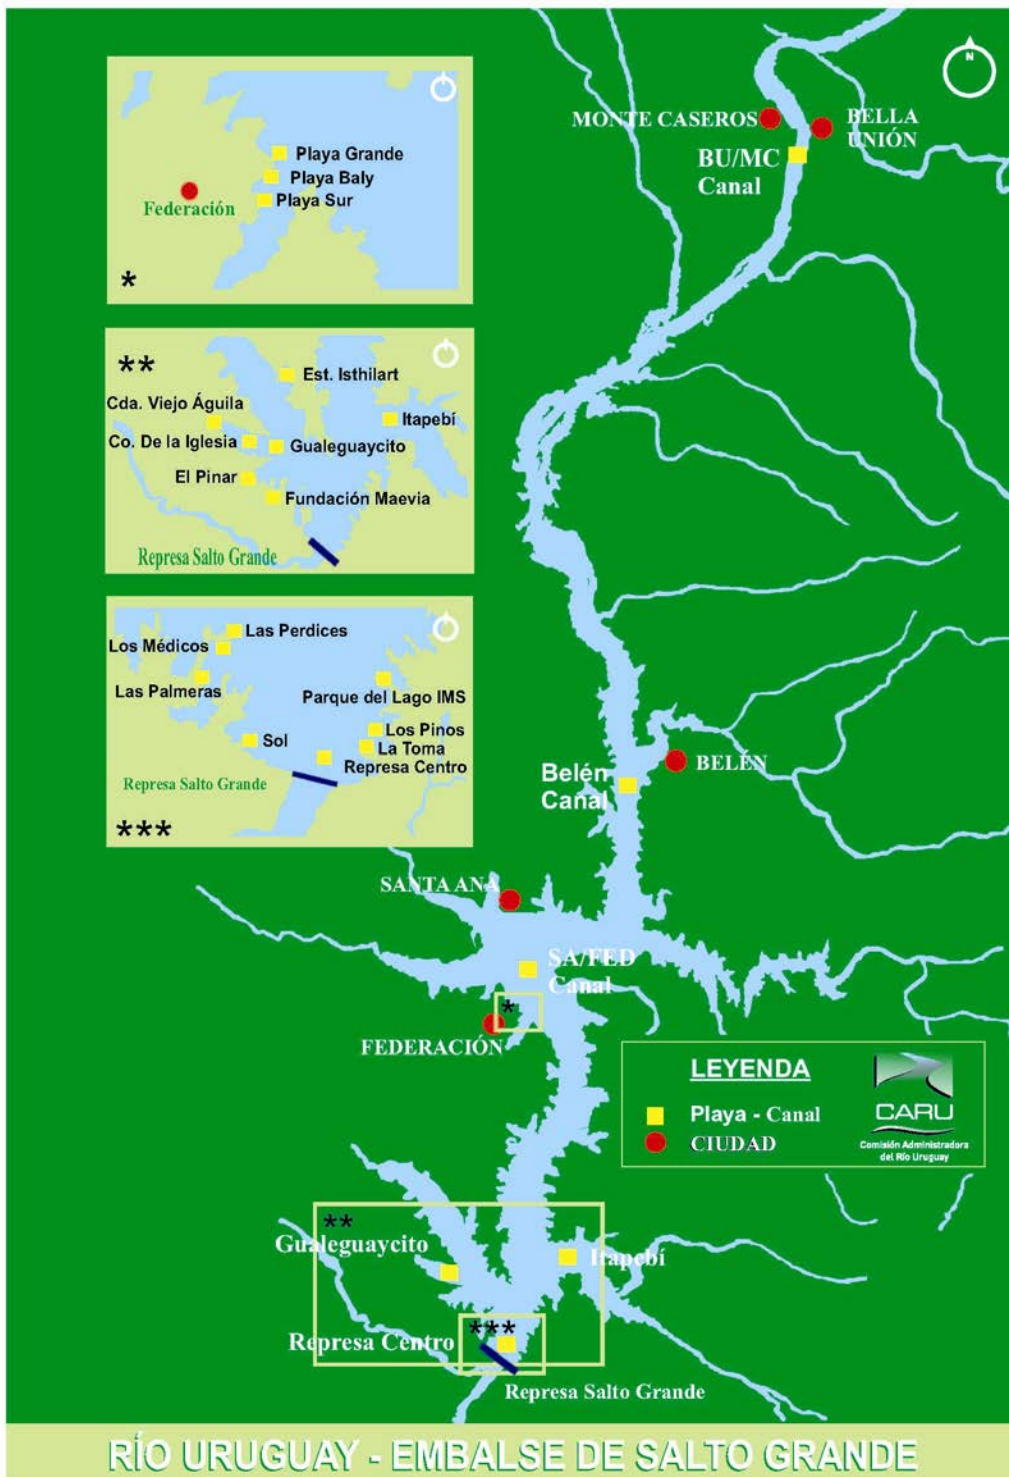 N
MONTE CASEROS
BELLA
UNIÓN
BU/MC
Canal
Playa Grande
Playa Baly
Playa Sur
Federación
*
**
Est. Isthilart
Cda. Viejo Águila
Itapebí
Co. De la Iglesia
Gualeguaycito
El Pinar
Fundación Maevia
Represa Salto Grande
Las Perdices
Los Médicos
Las Palmeras
Parque del Lago IMS
Los Pinos
Sol
La Toma
Represa Centro
Represa Salto Grande
***
BELÉN
Belén
Canal
SANTA ANA
SA/FED
Canal
*
FEDERACIÓN
LEYENDA
Playa - Canal
CIUDAD
CARU
Comisión Administradora
del Río Uruguay
**
Gualeguaycito
Itapebí
***
Represa Centro
Represa Salto Grande
RÍO URUGUAY - EMBALSE DE SALTO GRANDE